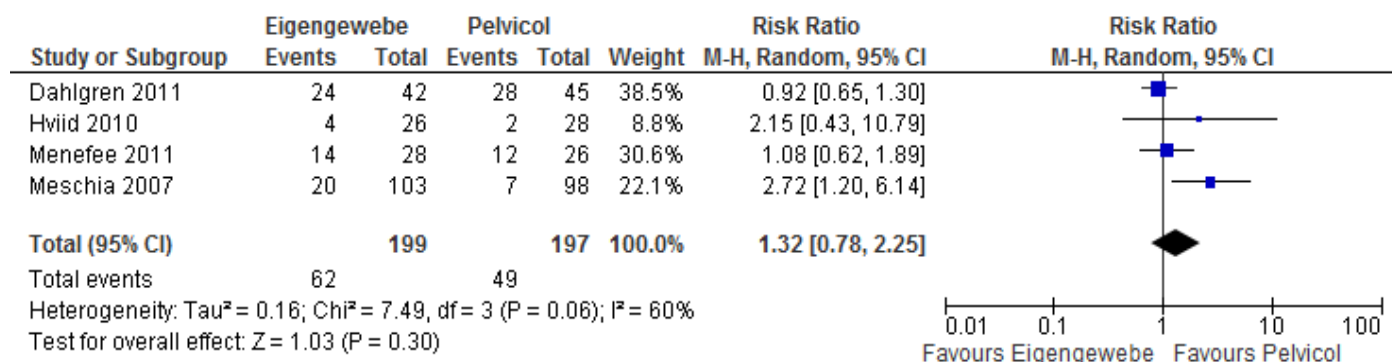 Eigengewebe Pelvicol Risk Ratio Risk Ratio
Study or Subgroup Events Total Events Total Weight M-H, Random, 95% CI M-H, Random, 95% CI
Dahlgren 2011 24 42 28 45 38.5% 0.92 [0.65, 1.30]
Hviid 2010 4 26 2 28 8.8% 2.15 [0.43, 10.79]
Menefee 2011 14 28 12 26 30.6% 1.08 [0.62, 1.89]
Meschia 2007 20 103 7 98 22.1% 2.72 [1.20, 6.14]
Total (95% CI) 199 197 100.0% 1.32 [0.78, 2.25]
Total events 62 49
Heterogeneity: Tau² = 0.16; Chi² = 7.49, df = 3 (P = 0.06); I² = 60%
Test for overall effect: Z = 1.03 (P = 0.30)
0.01 0.1 1 10 100
Favours Eigengewebe Favours Pelvicol